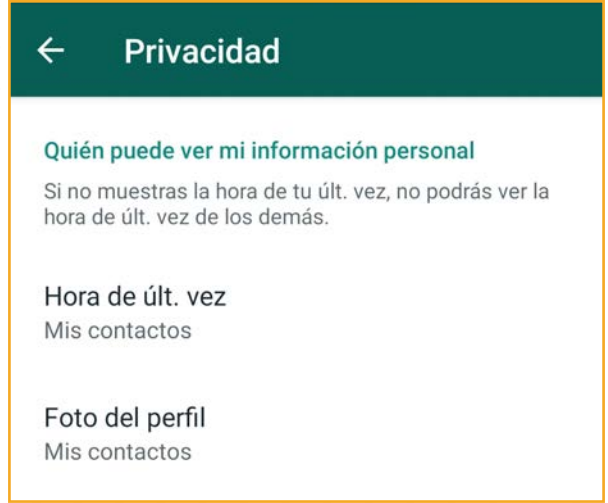 Privacidad
Quién puede ver mi información personal
Si no muestras la hora de tu últ. vez, no podrás ver la
hora de últ. vez de los demás.
Hora de últ. vez
Mis contactos
Foto del perfil
Mis contactos